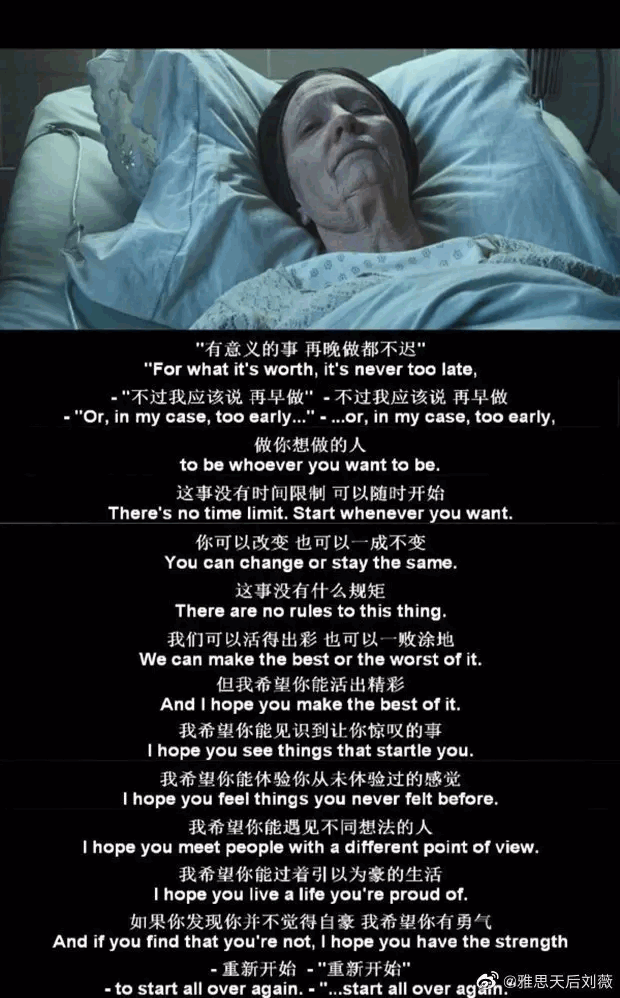 "有意义的事 再晚做都不迟"
"For what it's worth, it's never too late,
- "不过我应该说 再早做" - 不过我应该说 再早做
- "Or, in my case, too early..." - ...or, in my case, too early,
做你想做的人
to be whoever you want to be.
这事没有时间限制 可以随时开始
There's no time limit. Start whenever you want.
你可以改变 也可以一成不变
You can change or stay the same.
这事没有什么规矩
There are no rules to this thing.
我们可以活得出彩 也可以一败涂地
We can make the best or the worst of it.
但我希望你能活出精彩
And I hope you make the best of it.
我希望你能见识到让你惊叹的事
I hope you see things that startle you.
我希望你能体验你从未体验过的感觉
I hope you feel things you never felt before.
我希望你能遇见不同想法的人
I hope you meet people with a different point of view.
我希望你能过着引以为豪的生活
I hope you live a life you're proud of.
如果你发现你并不觉得自豪 我希望你有勇气
And if you find that you're not, I hope you have the strength
- 重新开始 - "重新开始"
- to start all over again. - "...start all over again."
@雅思天后刘薇